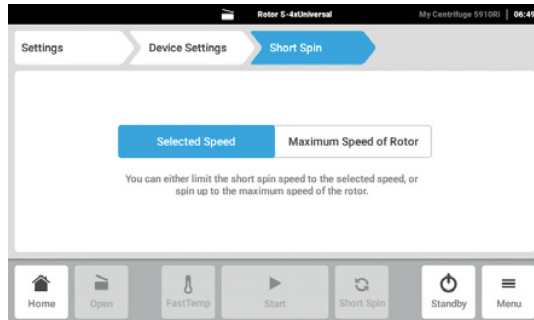 Rotor S-4xUniversal My Centrifuge 5910Ri 06:49
Settings Device Settings Short Spin
Selected Speed Maximum Speed of Rotor
You can either limit the short spin speed to the selected speed, or
spin up to the maximum speed of the rotor.
Home Open FastTemp Start Short Spin Standby Menu